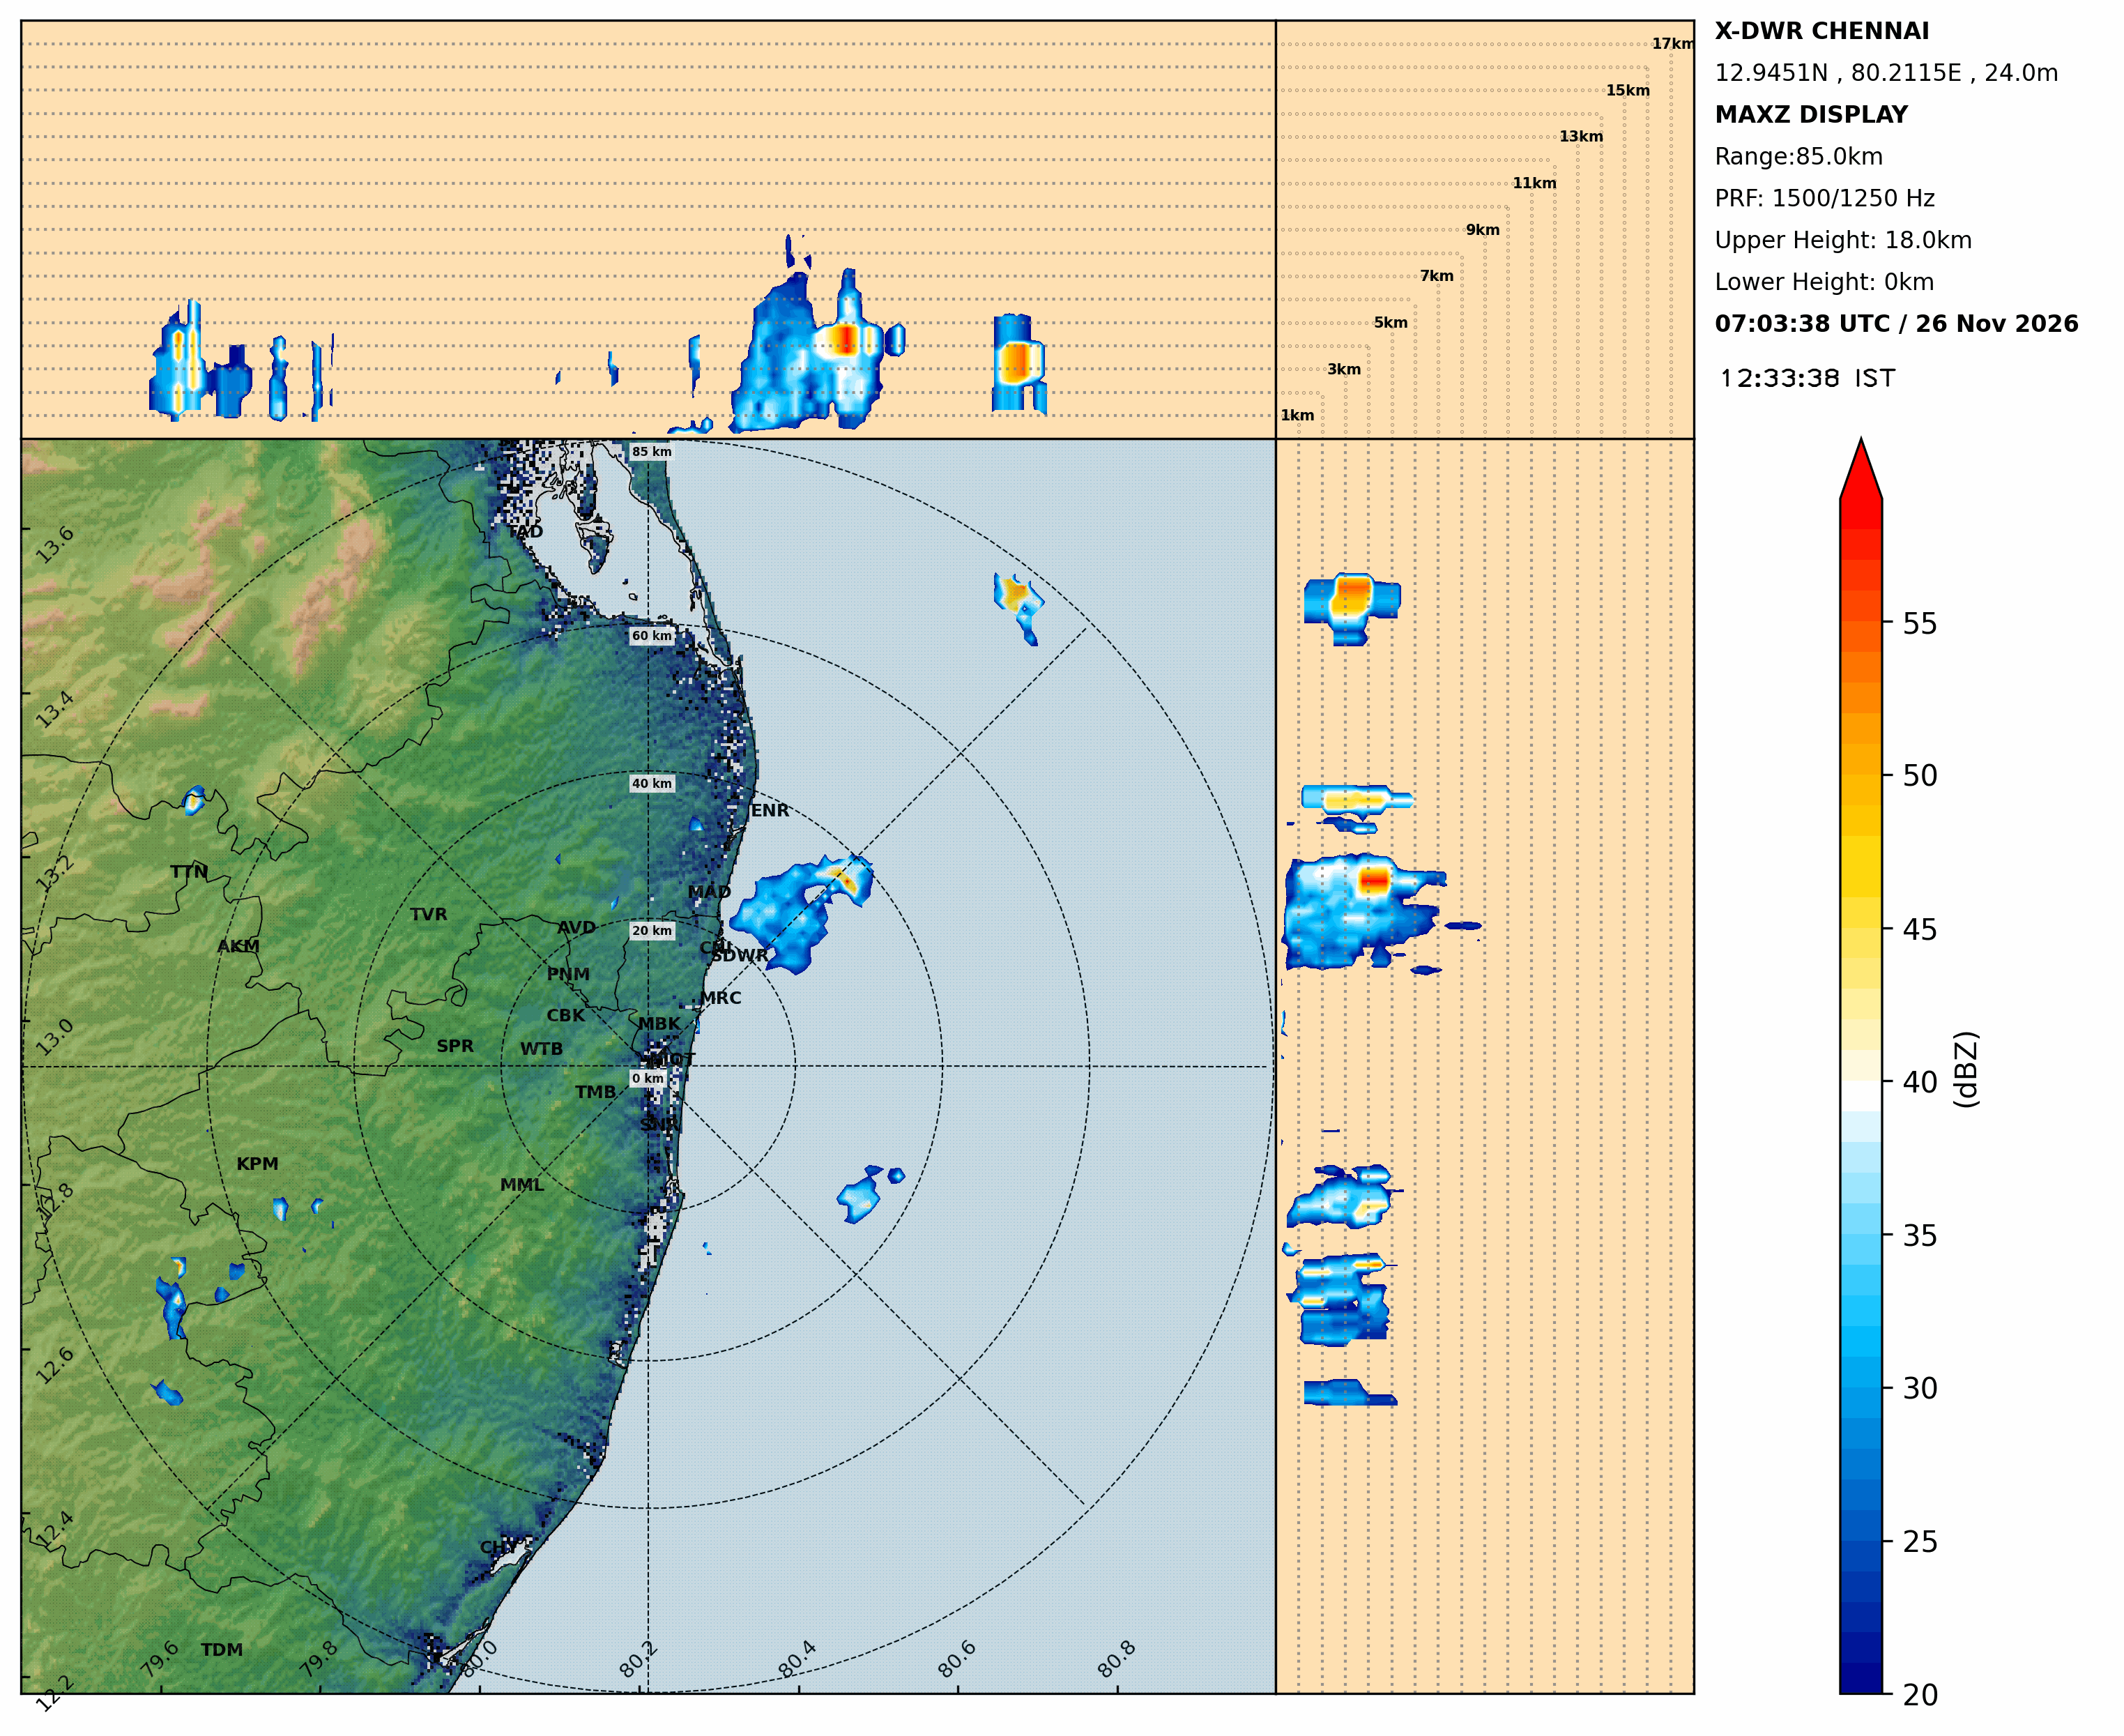 X-DWR CHENNAI
12.9451N , 80.2115E , 24.0m
MAXZ DISPLAY
Range:85.0km
PRF: 1500/1250 Hz
Upper Height: 18.0km
Lower Height: 0km
07:03:38 UTC / 26 Nov 2026
12:33:38 IST
17km
15km
13km
11km
9km
7km
5km
3km
1km
85 km
60 km
40 km
20 km
0 km
TAD
ENR
TTN
MAD
TVR
AVD
AKM
SDWR
PNM
MRC
CBK
MBK
SPR
WTB
TMB
SNR
KPM
MML
CHY
TDM
13.6
13.4
13.2
13.0
12.8
12.6
12.4
12.2
79.6
79.8
80.0
80.2
80.4
80.6
80.8
55
50
45
40
35
30
25
20
(dBZ)